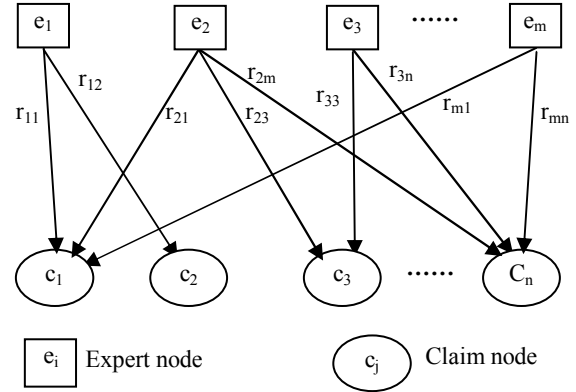 e1 e2 e3 ...... em
r11 r12 r21 r23 r2m r33 r3n rm1 rmn
c1 c2 c3 ...... Cn
ei Expert node cj Claim node